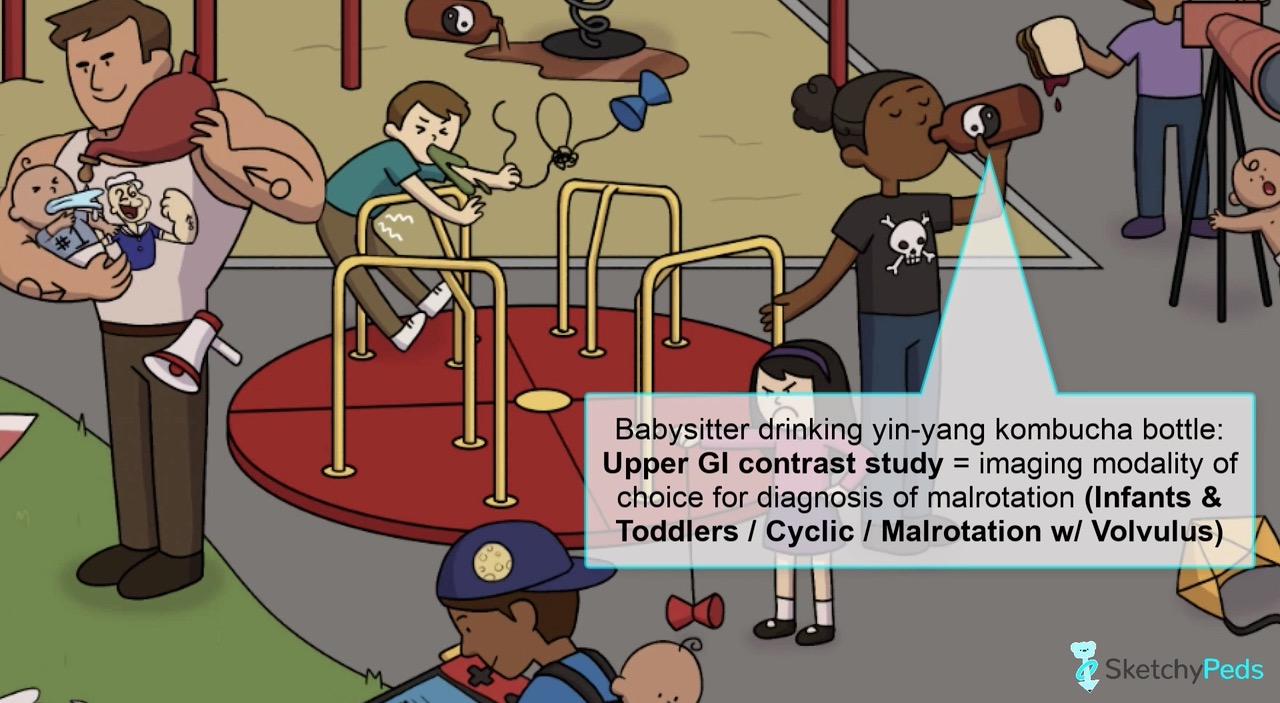 Babysitter drinking yin-yang kombucha bottle:
Upper GI contrast study = imaging modality of
choice for diagnosis of malrotation (Infants &
Toddlers / Cyclic / Malrotation w/ Volvulus)
SketchyPeds